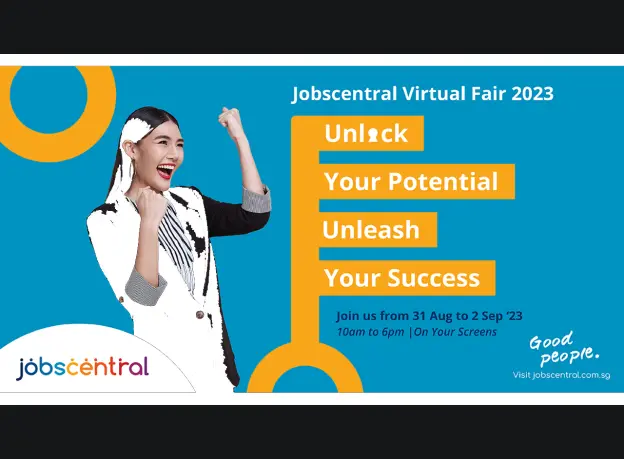 Jobscentral Virtual Fair 2023
Unlock
Your Potential
Unleash
Your Success
Join us from 31 Aug to 2 Sep ‘23
10am to 6pm |On Your Screens
Good
people.
Visit jobscentral.com.sg
jobscentral